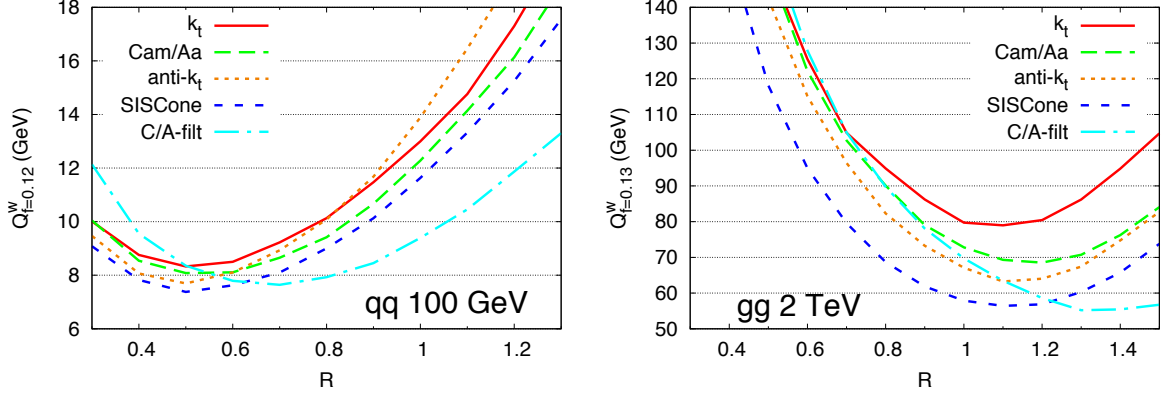 18
16
14
12
10
8
6
Q^w_{f=0.12} (GeV)
k_t
Cam/Aa
anti-k_t
SISCone
C/A-filt
qq 100 GeV
0.4 0.6 0.8 1 1.2
R
140
130
120
110
100
90
80
70
60
50
Q^w_{f=0.13} (GeV)
k_t
Cam/Aa
anti-k_t
SISCone
C/A-filt
gg 2 TeV
0.4 0.6 0.8 1 1.2 1.4
R